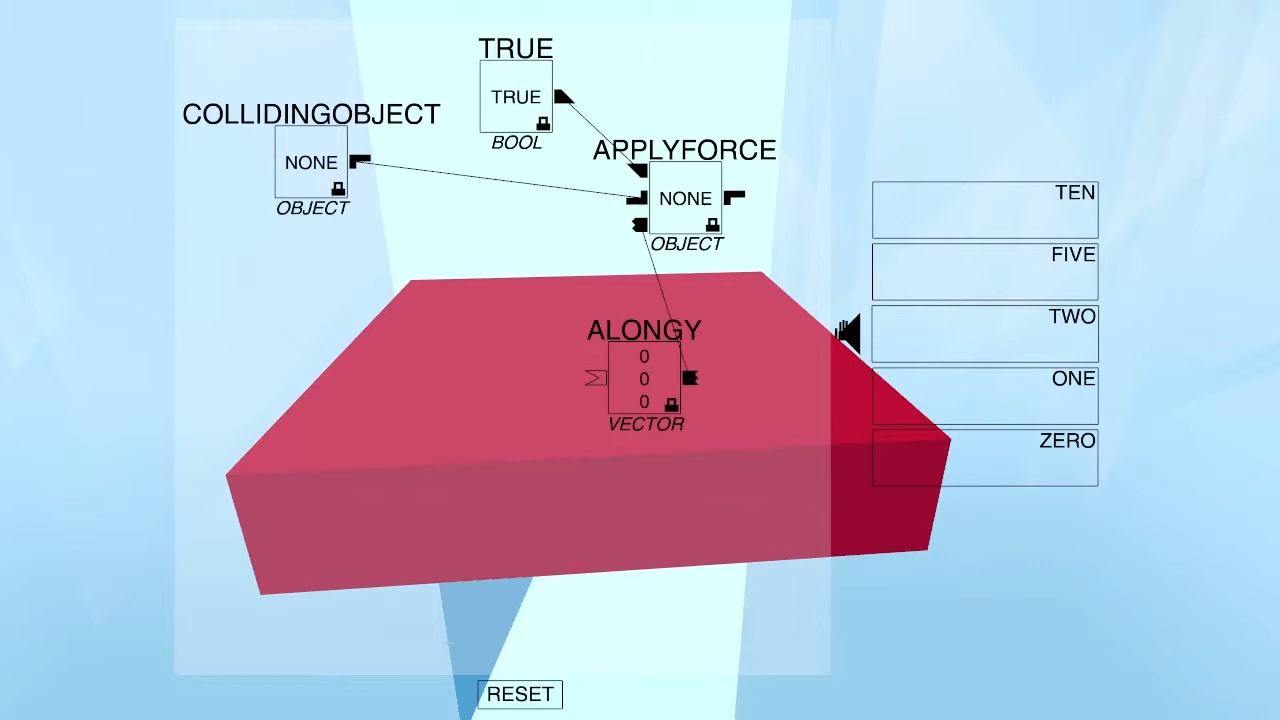 TRUE
TRUE
BOOL
COLLIDINGOBJECT
NONE
OBJECT
APPLYFORCE
NONE
OBJECT
ALONGY
0
0
0
VECTOR
TEN
FIVE
TWO
ONE
ZERO
RESET